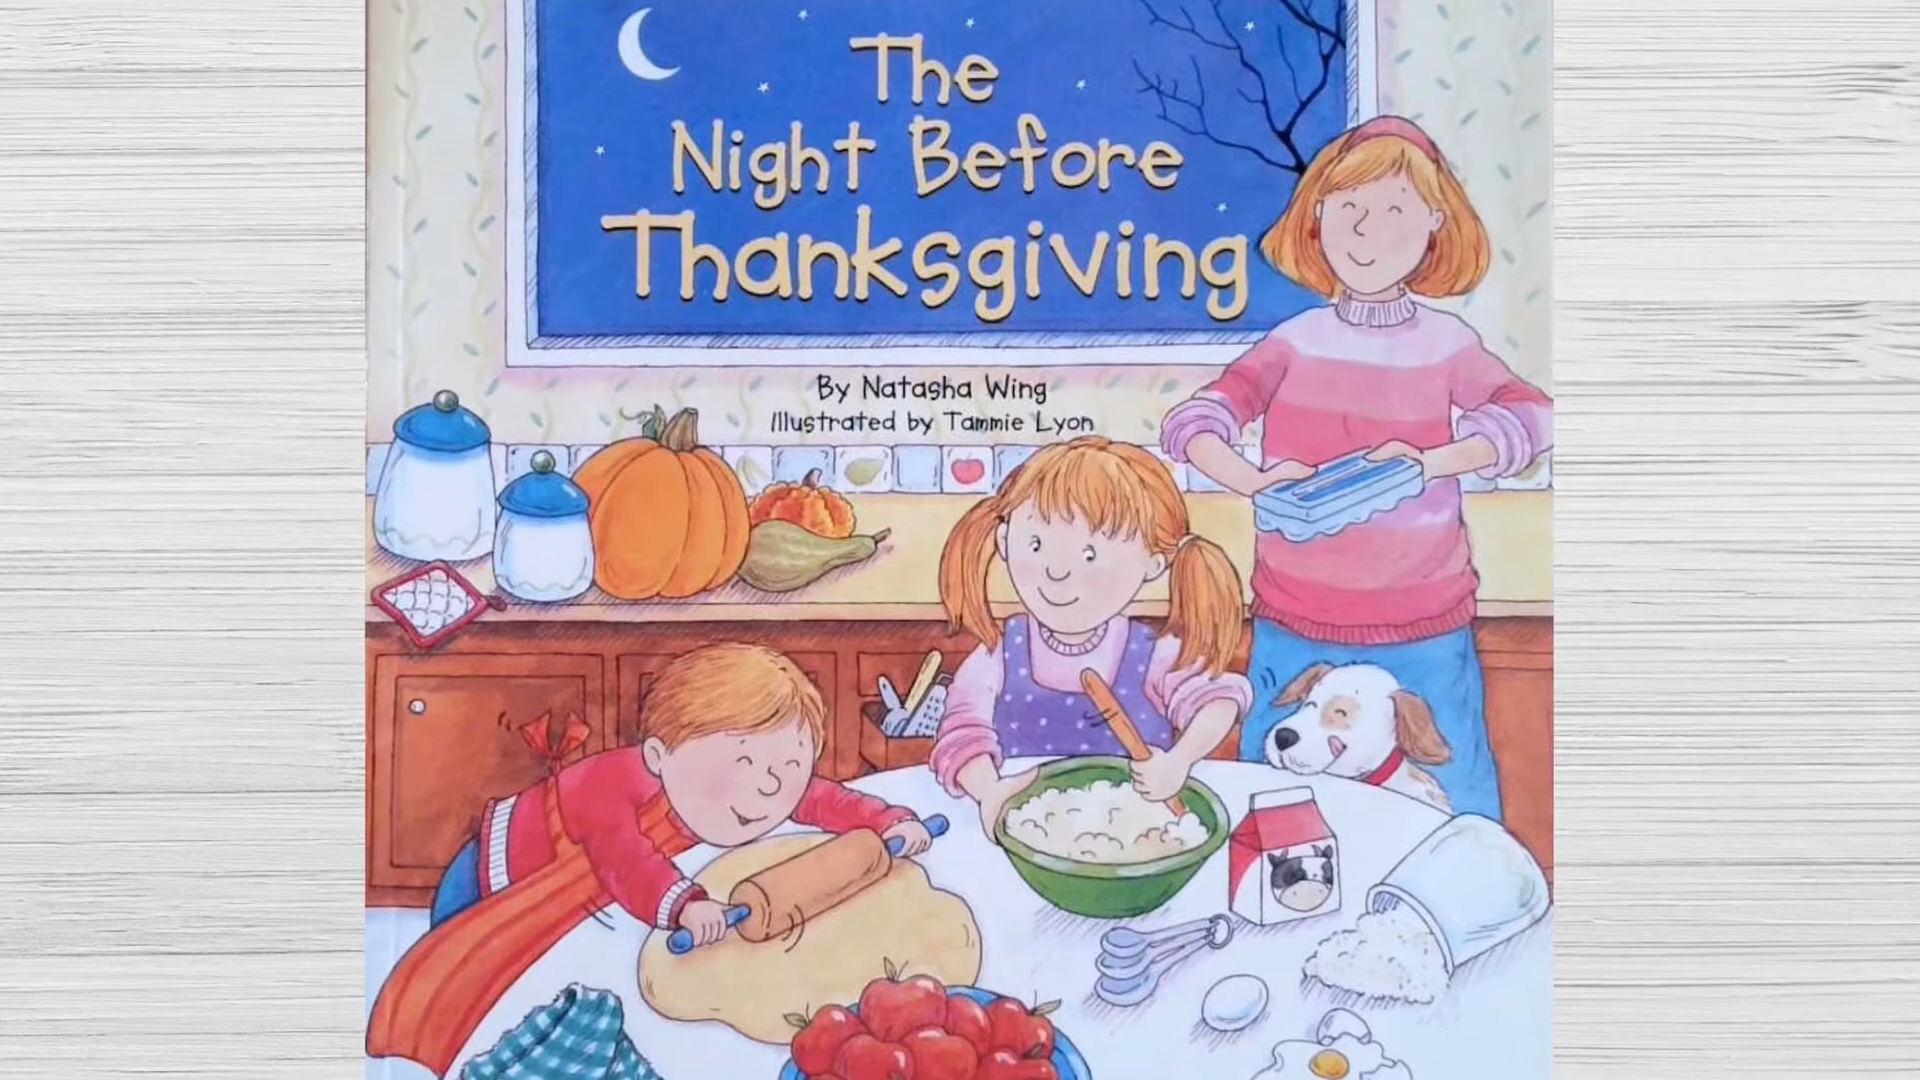 The
Night Before
Thanksgiving
By Natasha Wing
Illustrated by Tammie Lyon